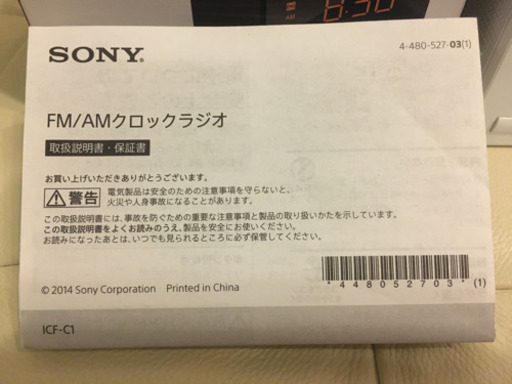 AM 8:30
SONY®
4-480-527-03(1)
FM/AMクロックラジオ
取扱説明書・保証書
お買い上げいただきありがとうございます。
警告 電気製品は安全のための注意事項を守らないと、
火災や人身事故になることがあります。
この取扱説明書には、事故を防ぐための重要な注意事項と製品の取り扱いかたを示しています。
この取扱説明書をよくお読みのうえ、製品を安全にお使いください。
お読みになったあとは、いつでも見られるところに必ず保管してください。
*448052703*(1)
© 2014 Sony Corporation Printed in China
ICF-C1